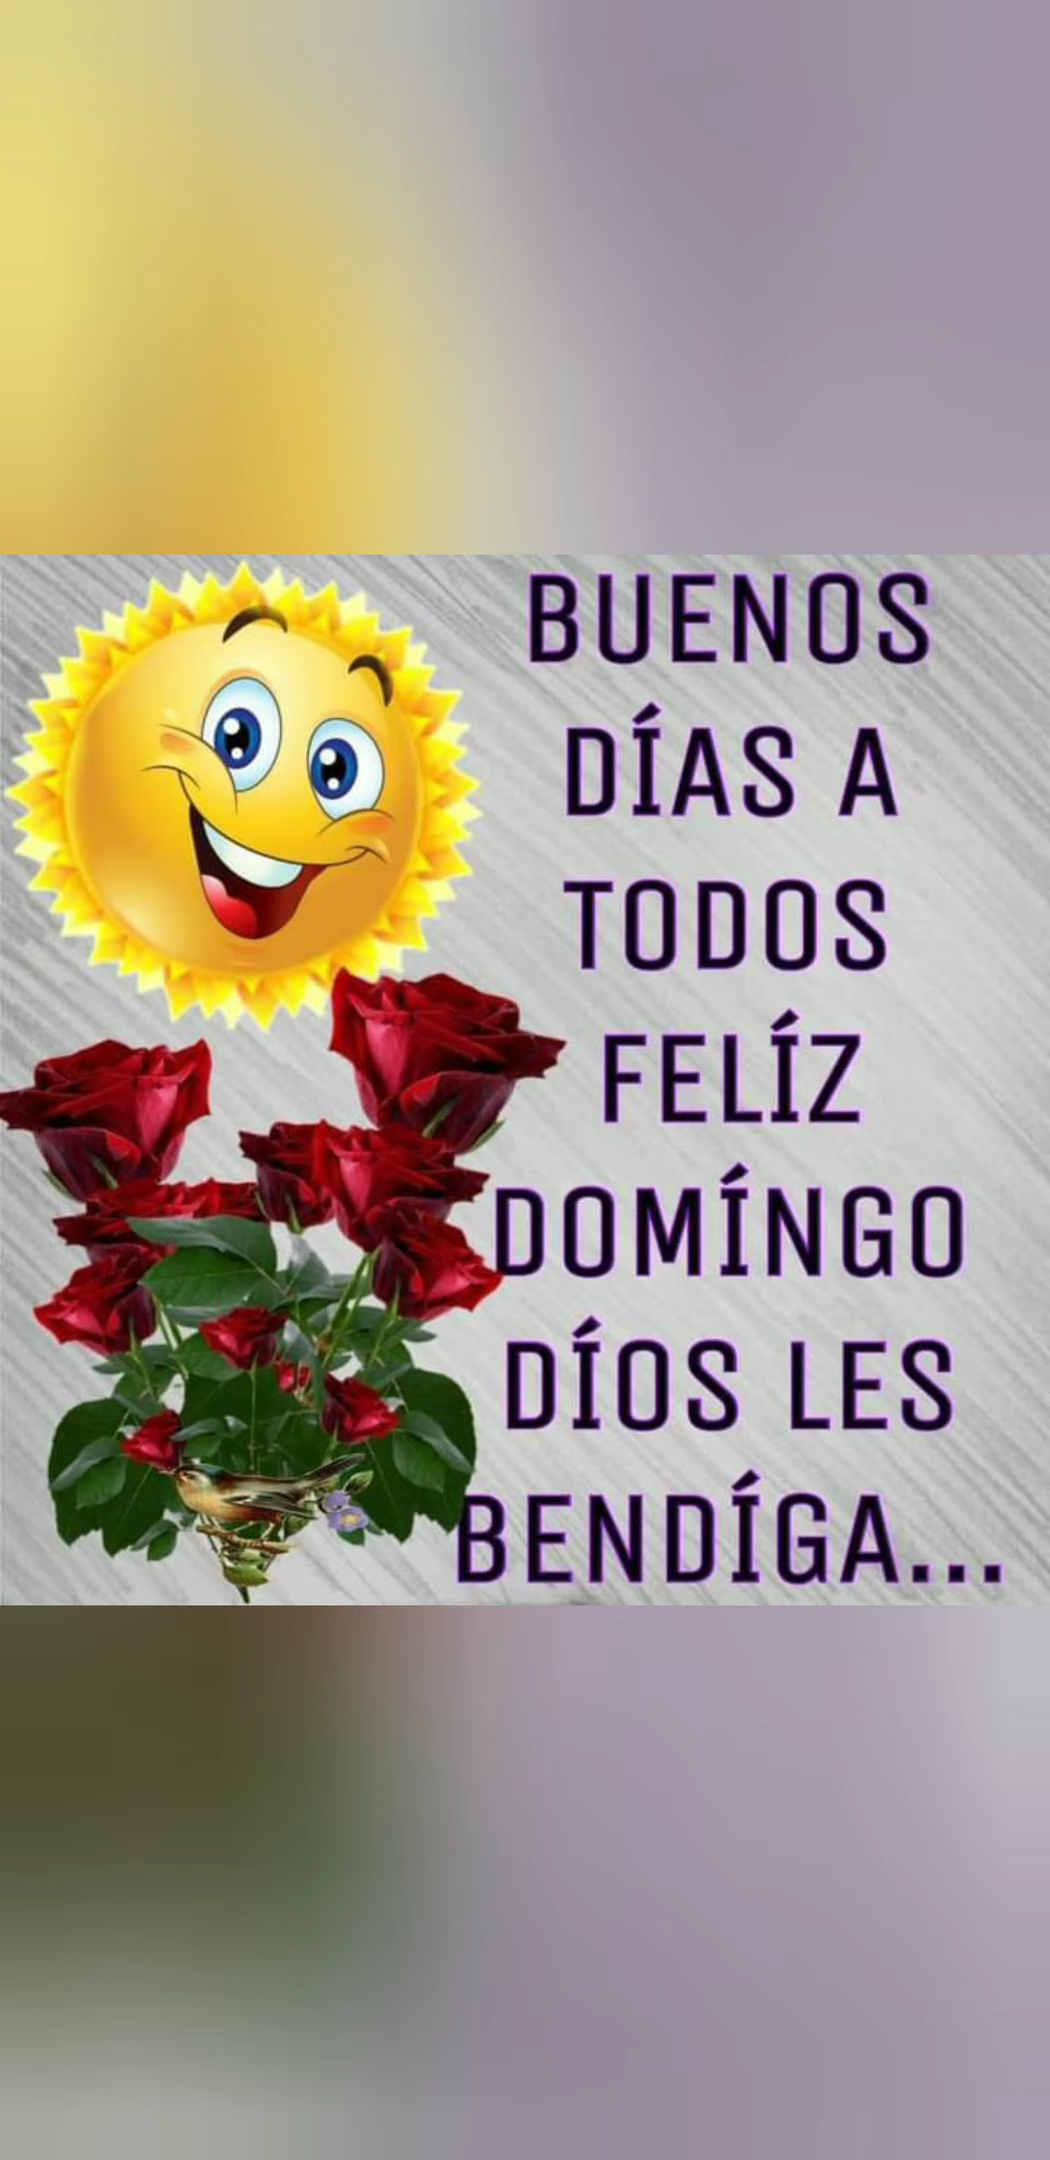 BUENOS
DÍAS A
TODOS
FELÍZ
DOMÍNGO
DÍOS LES
BENDÍGA...